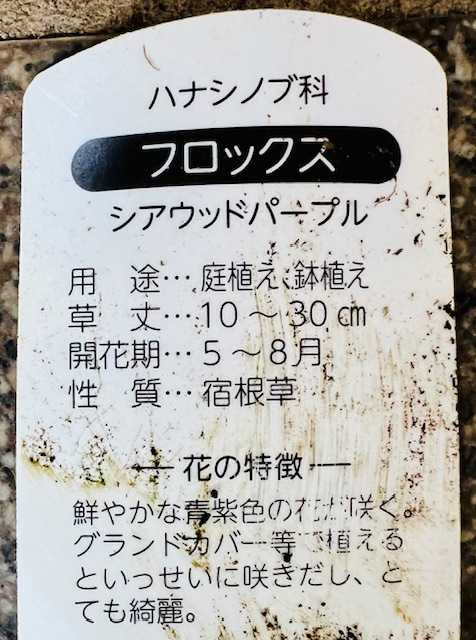 ハナシノブ科
フロックス
シアウッドパープル
用　途…庭植え、鉢植え
草　丈…10～30㎝
開花期…5～8月
性　質…宿根草
花の特徴
鮮やかな青紫色の花が咲く。
グランドカバー等で植える
といっせいに咲きだし、と
ても綺麗。